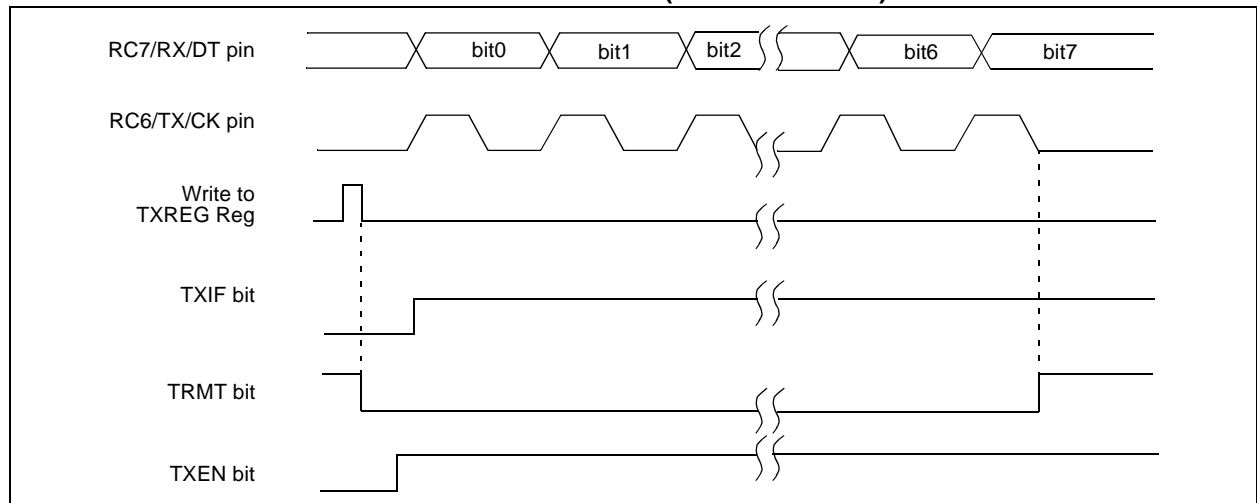 RC7/RX/DT pin
bit0 bit1 bit2 bit6 bit7
RC6/TX/CK pin
Write to
TXREG Reg
TXIF bit
TRMT bit
TXEN bit